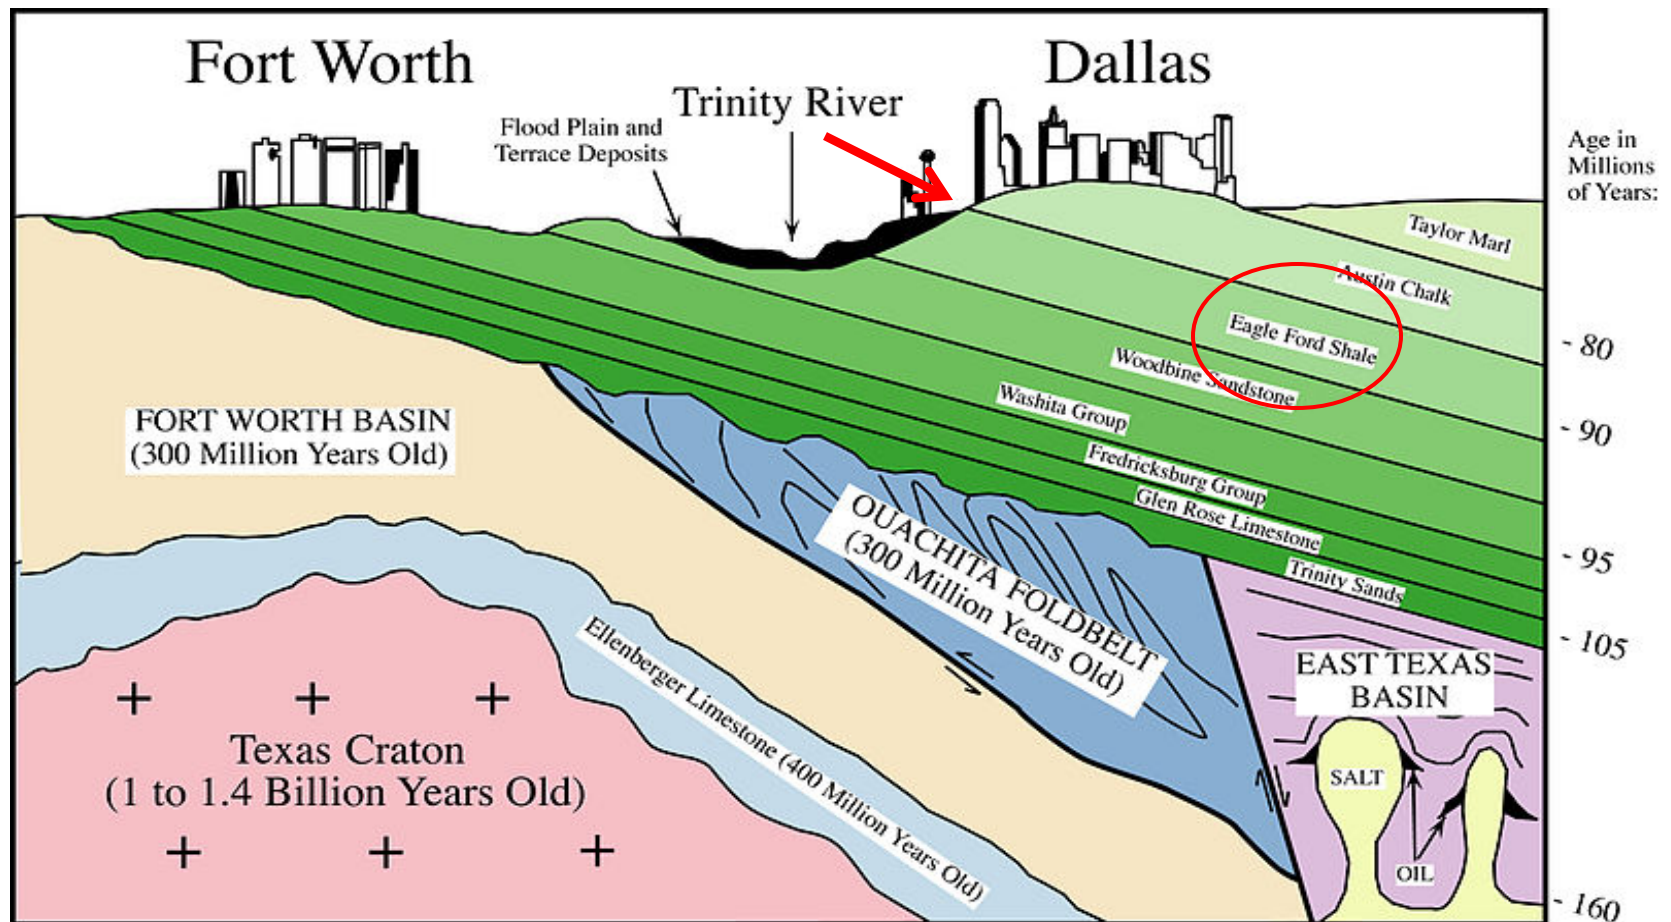 Fort Worth
Dallas
Trinity River
Flood Plain and
Terrace Deposits
Age in
Millions
of Years:
Taylor Marl
Austin Chalk
Eagle Ford Shale
Woodbine Sandstone
Washita Group
Fredricksburg Group
Glen Rose Limestone
Trinity Sands
- 80
- 90
- 95
- 105
- 160
FORT WORTH BASIN
(300 Million Years Old)
OUACHITA FOLDBELT
(300 Million Years Old)
Ellenberger Limestone (400 Million Years Old)
Texas Craton
(1 to 1.4 Billion Years Old)
EAST TEXAS
BASIN
SALT
OIL